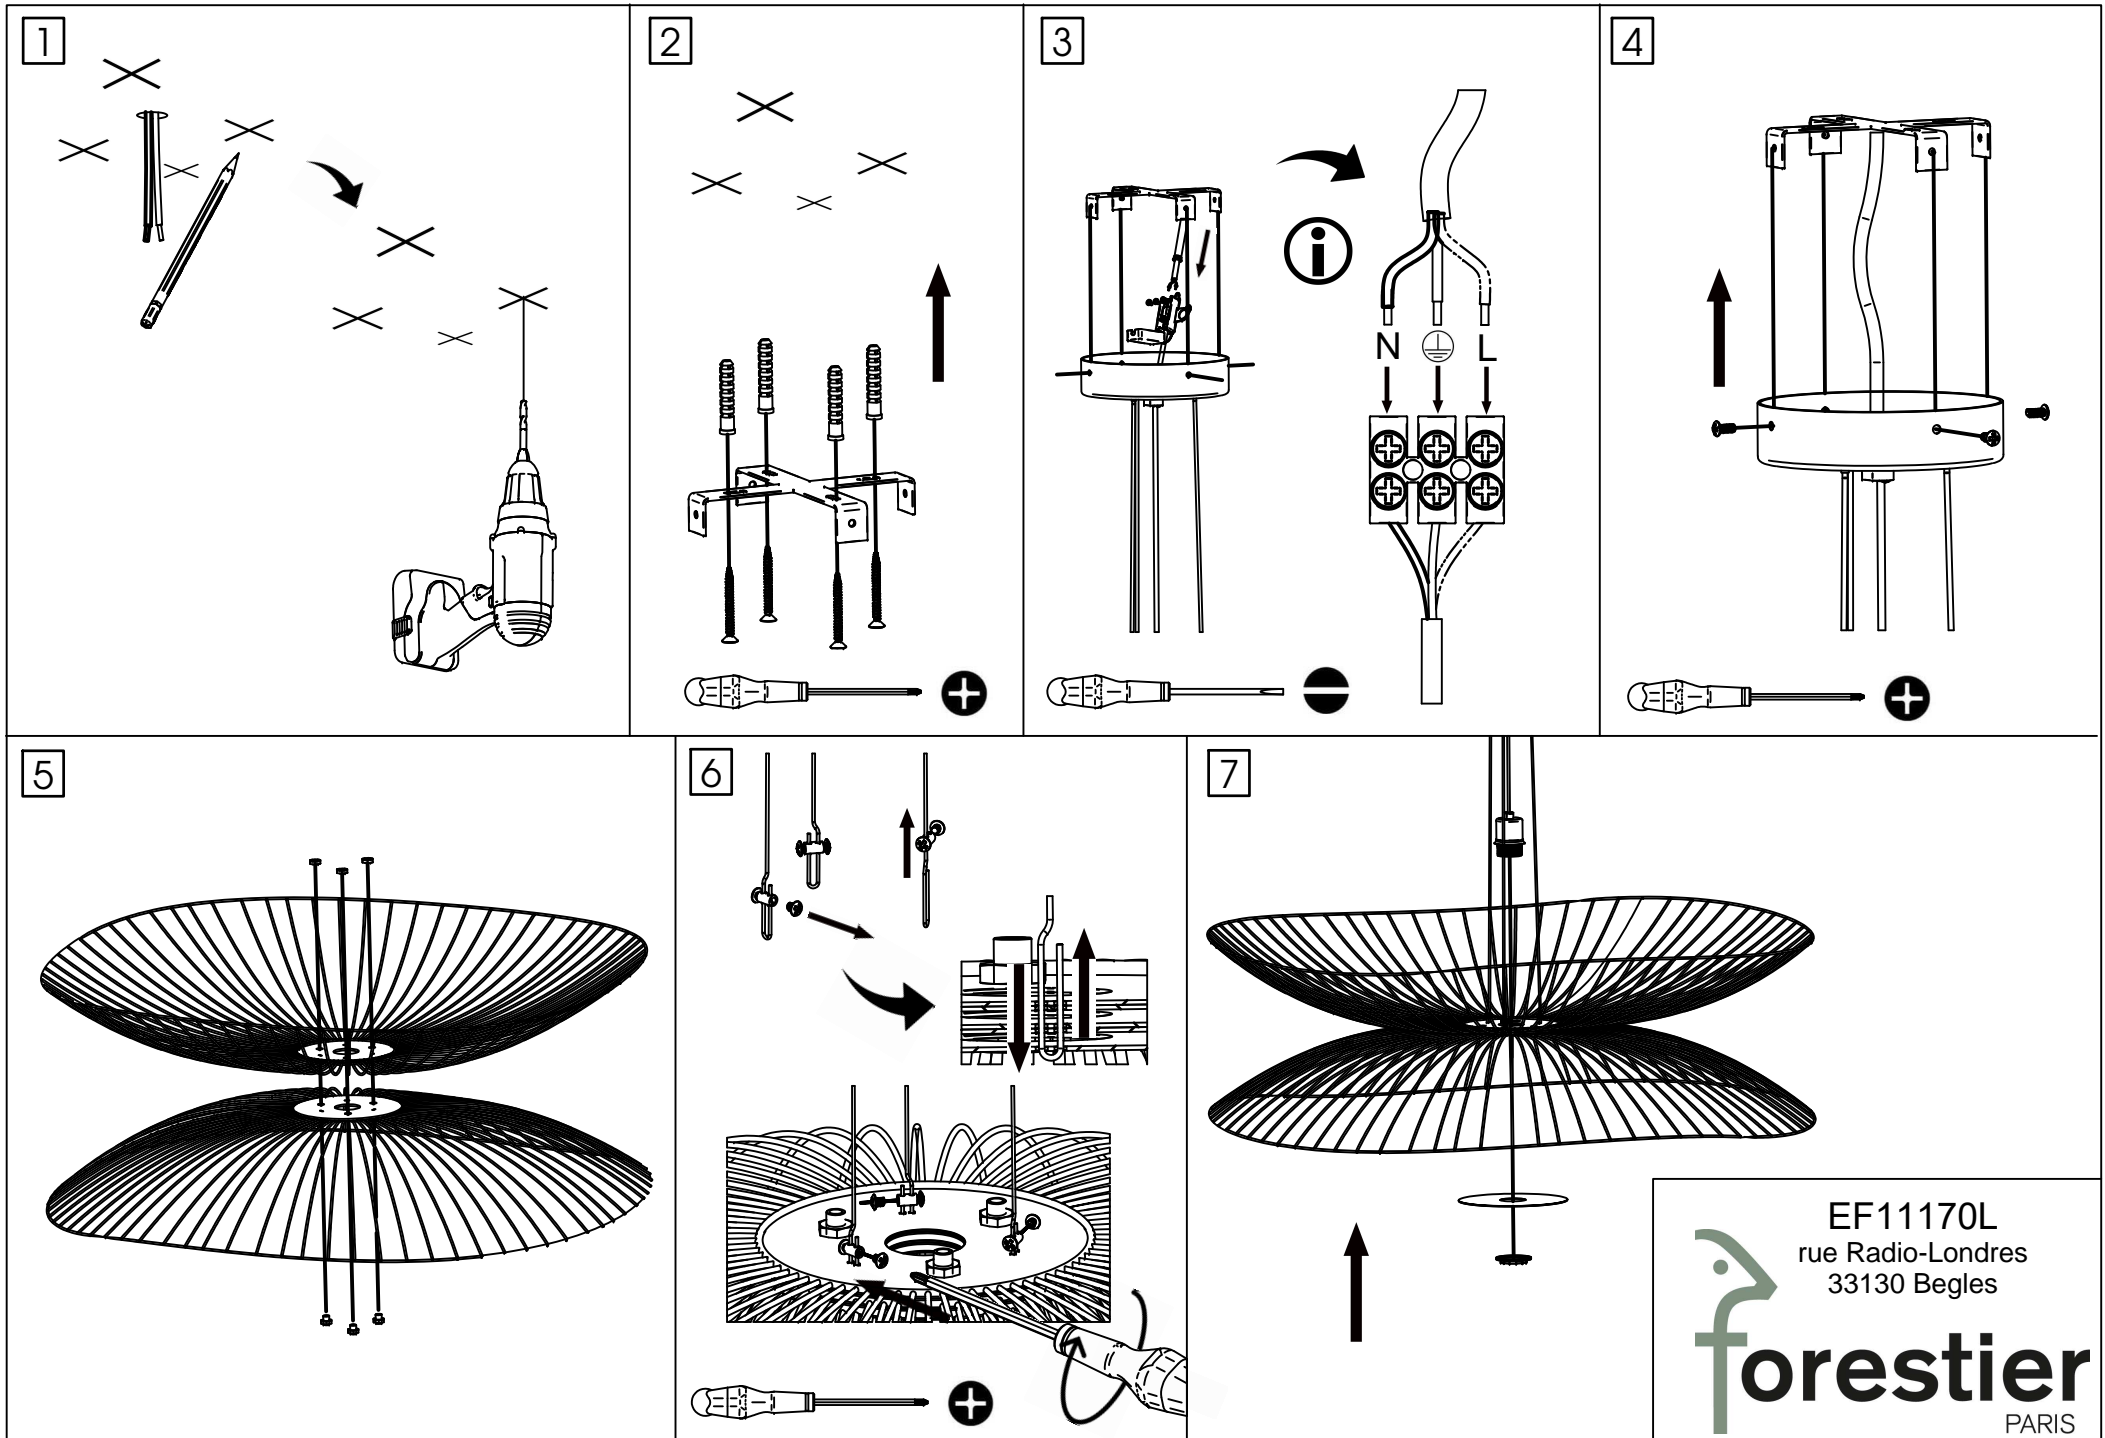 1
2
3
N
L
4
5
6
7
EF11170L
rue Radio-Londres
33130 Begles
forestier
PARIS